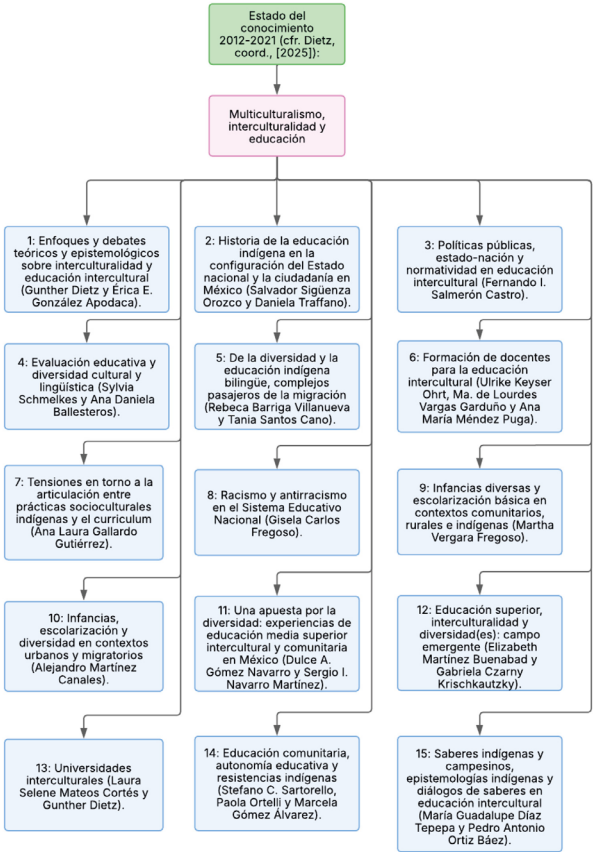 Estado del
conocimiento
2012-2021 (cfr. Dietz,
coord., [2025]):
Multiculturalismo,
interculturalidad y
educación
1: Enfoques y debates
teóricos y epistemológicos
sobre interculturalidad y
educación intercultural
(Gunther Dietz y Érica E.
González Apodaca).
2: Historia de la educación
indígena en la
configuración del Estado
nacional y la ciudadanía en
México (Salvador Sigüenza
Orozco y Daniela Traffano).
3: Políticas públicas,
estado-nación y
normatividad en educación
intercultural (Fernando I.
Salmerón Castro).
4: Evaluación educativa y
diversidad cultural y
lingüística (Sylvia
Schmelkes y Ana Daniela
Ballesteros).
5: De la diversidad y la
educación indígena
bilingüe, complejos
pasajeros de la migración
(Rebeca Barriga Villanueva
y Tania Santos Cano).
6: Formación de docentes
para la educación
intercultural (Ulrike Keyser
Ohrt, Ma. de Lourdes
Vargas Garduño y Ana
María Méndez Puga).
7: Tensiones en torno a la
articulación entre
prácticas socioculturales
indígenas y el curriculum
(Ana Laura Gallardo
Gutiérrez).
8: Racismo y antirracismo
en el Sistema Educativo
Nacional (Gisela Carlos
Fregoso).
9: Infancias diversas y
escolarización básica en
contextos comunitarios,
rurales e indígenas (Martha
Vergara Fregoso).
10: Infancias,
escolarización y
diversidad en contextos
urbanos y migratorios
(Alejandro Martínez
Canales).
11: Una apuesta por la
diversidad: experiencias de
educación media superior
intercultural y comunitaria
en México (Dulce A.
Gómez Navarro y Sergio I.
Navarro Martínez).
12: Educación superior,
interculturalidad y
diversidad(es): campo
emergente (Elizabeth
Martínez Buenabad y
Gabriela Czarny
Krischkautzky).
13: Universidades
interculturales (Laura
Selene Mateos Cortés y
Gunther Dietz).
14: Educación comunitaria,
autonomía educativa y
resistencias indígenas
(Stefano C. Sartorello,
Paola Ortelli y Marcela
Gómez Álvarez).
15: Saberes indígenas y
campesinos,
epistemologías indígenas y
diálogos de saberes en
educación intercultural
(María Guadalupe Díaz
Tepepa y Pedro Antonio
Ortiz Báez).